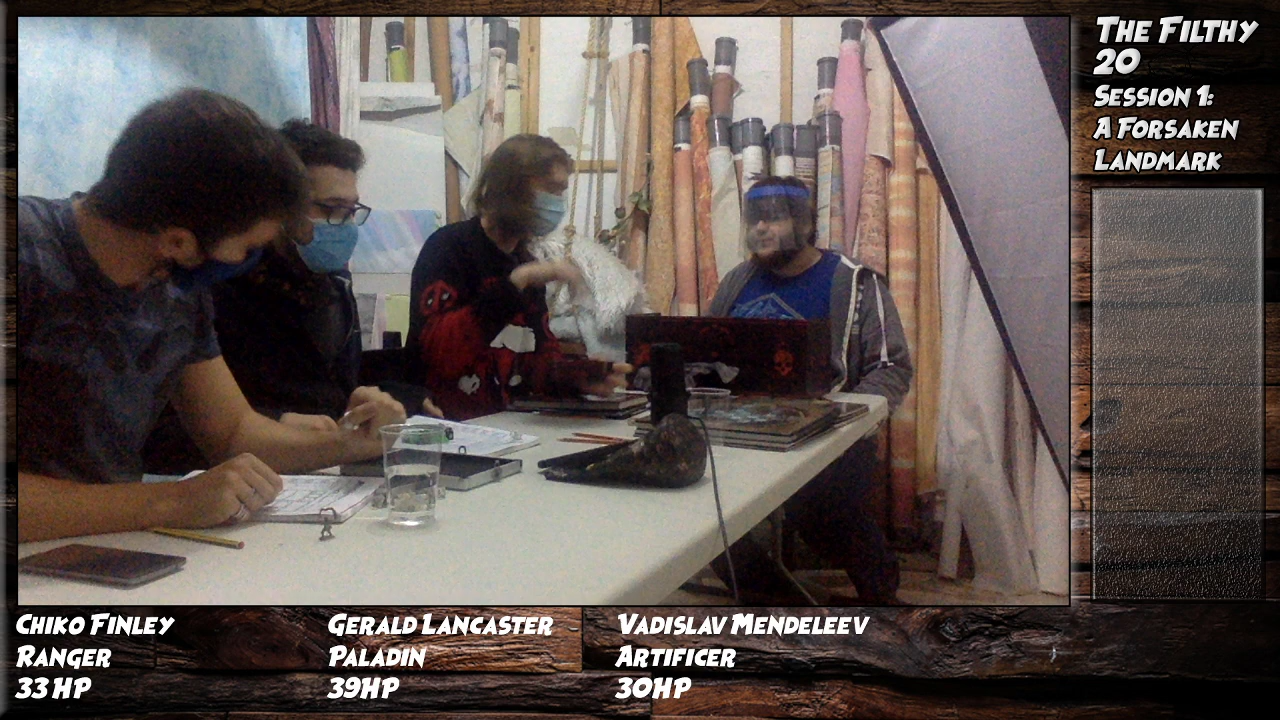 The Filthy
20
Session 1:
A Forsaken
Landmark
Chiko Finley
Ranger
33 HP
Gerald Lancaster
Paladin
39HP
Vadislav Mendeleev
Artificer
30HP